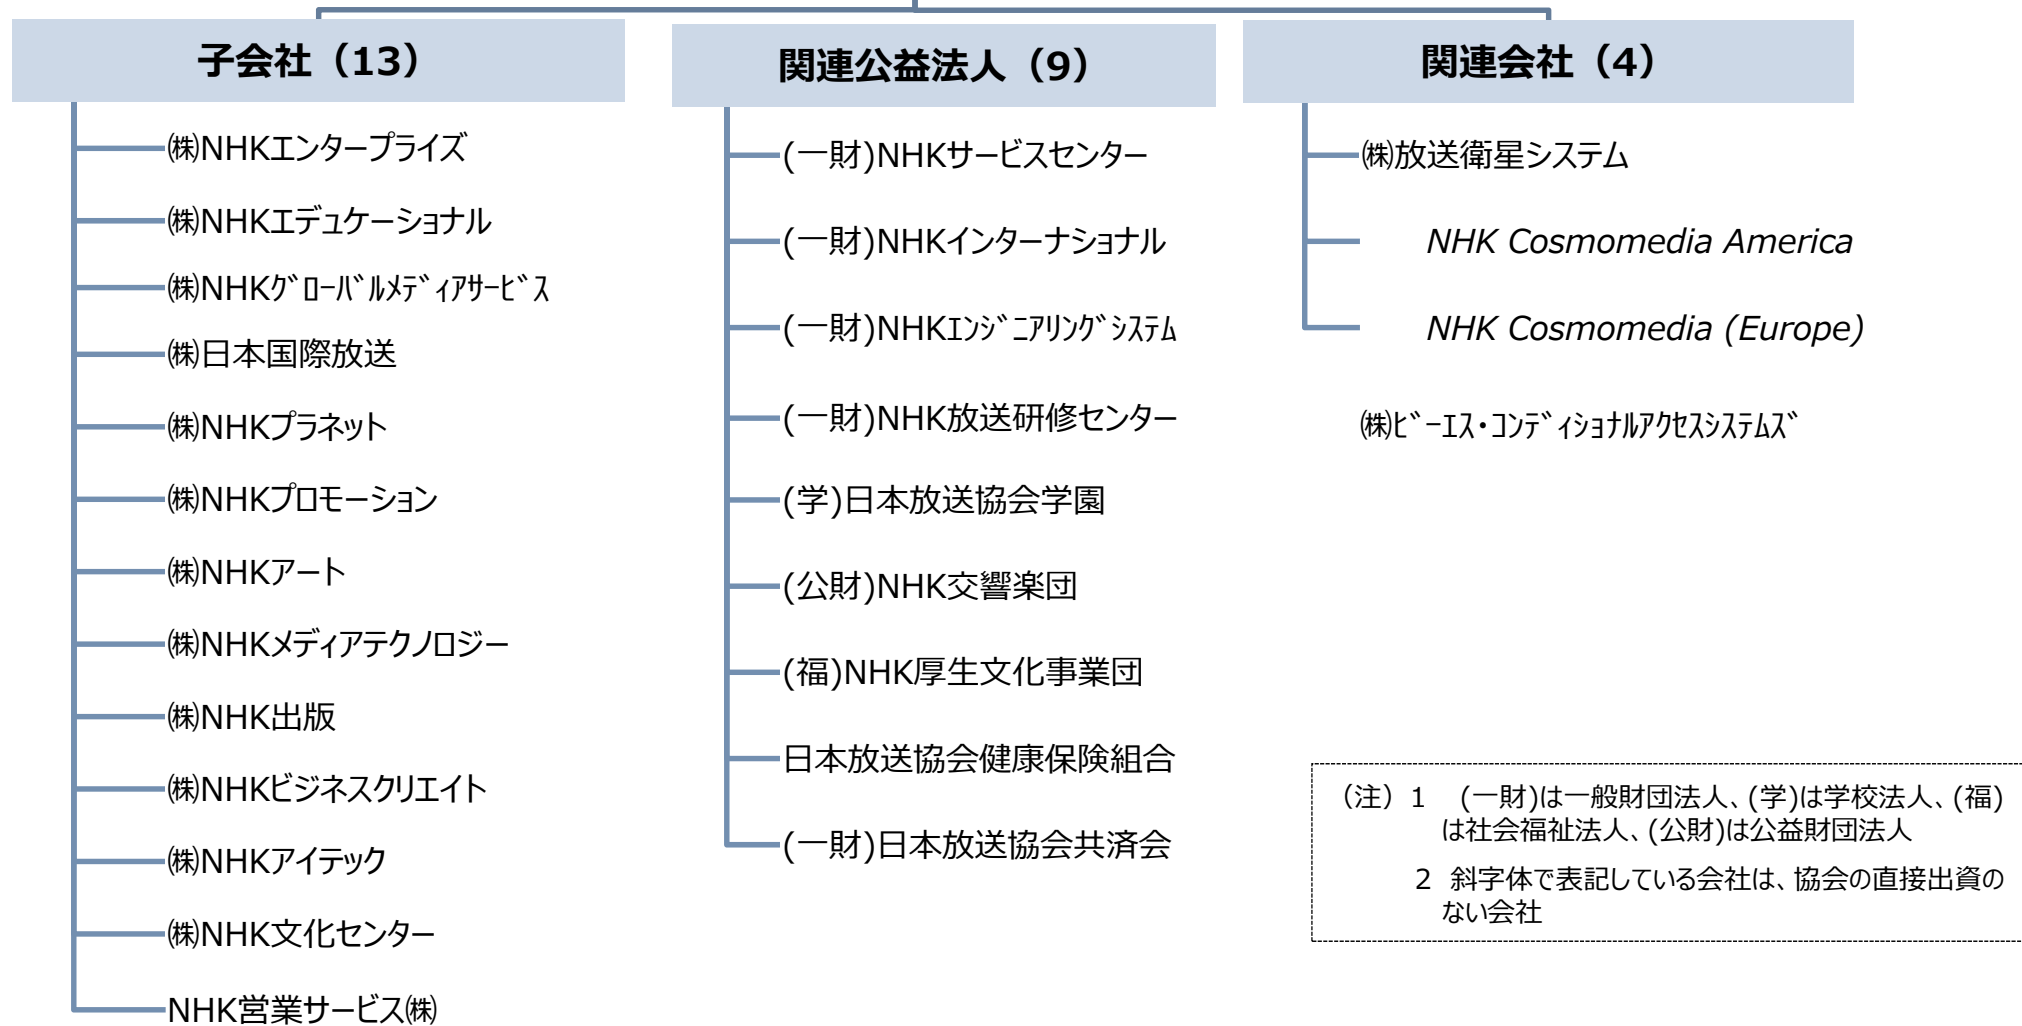 子会社（13）
㈱NHKエンタープライズ
㈱NHKエデュケーショナル
㈱NHKｸﾞﾛｰﾊﾞﾙﾒﾃﾞｨｱｻｰﾋﾞｽ
㈱日本国際放送
㈱NHKプラネット
㈱NHKプロモーション
㈱NHKアート
㈱NHKメディアテクノロジー
㈱NHK出版
㈱NHKビジネスクリエイト
㈱NHKアイテック
㈱NHK文化センター
NHK営業サービス㈱
関連公益法人（9）
(一財)NHKサービスセンター
(一財)NHKインターナショナル
(一財)NHKｴﾝｼﾞﾆｱﾘﾝｸﾞｼｽﾃﾑ
(一財)NHK放送研修センター
(学)日本放送協会学園
(公財)NHK交響楽団
(福)NHK厚生文化事業団
日本放送協会健康保険組合
(一財)日本放送協会共済会
関連会社（4）
㈱放送衛星システム
NHK Cosmomedia America
NHK Cosmomedia (Europe)
㈱ﾋﾞｰｴｽ・ｺﾝﾃﾞｨｼｮﾅﾙｱｸｾｽｼｽﾃﾑｽﾞ
（注）1　(一財)は一般財団法人、(学)は学校法人、(福)
は社会福祉法人、(公財)は公益財団法人
2 斜字体で表記している会社は、協会の直接出資の
ない会社